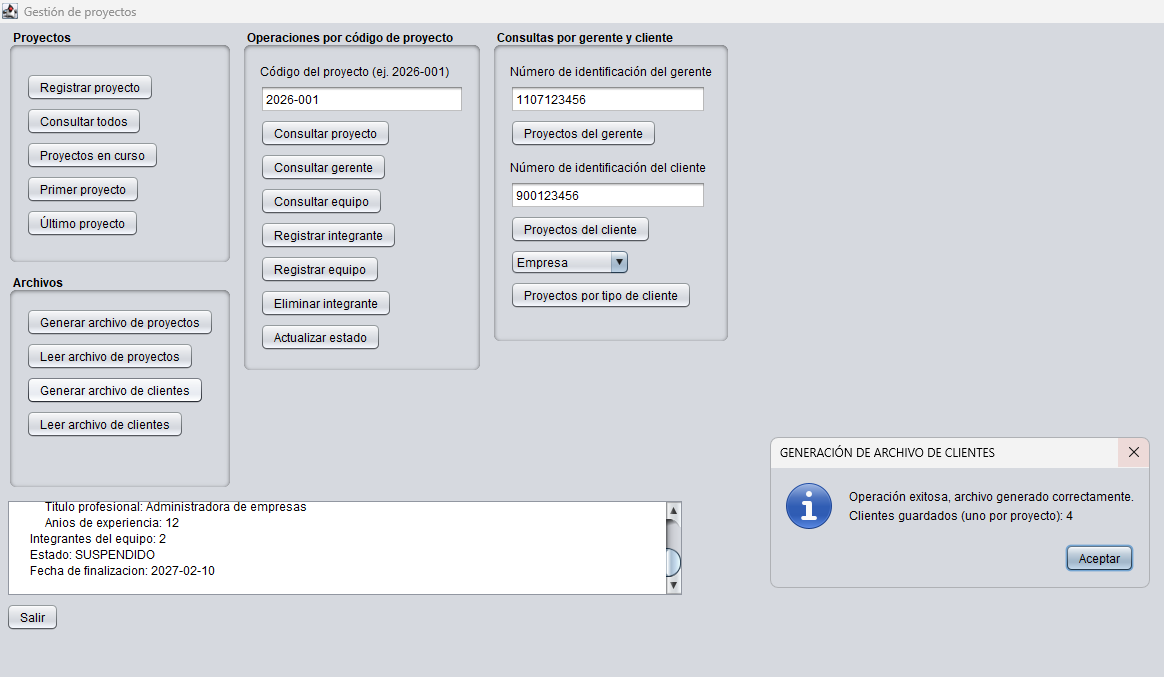 Gestión de proyectos
Proyectos
Registrar proyecto
Consultar todos
Proyectos en curso
Primer proyecto
Último proyecto
Archivos
Generar archivo de proyectos
Leer archivo de proyectos
Generar archivo de clientes
Leer archivo de clientes
Operaciones por código de proyecto
Código del proyecto (ej. 2026-001)
2026-001
Consultar proyecto
Consultar gerente
Consultar equipo
Registrar integrante
Registrar equipo
Eliminar integrante
Actualizar estado
Consultas por gerente y cliente
Número de identificación del gerente
1107123456
Proyectos del gerente
Número de identificación del cliente
900123456
Proyectos del cliente
Empresa
Proyectos por tipo de cliente
Titulo profesional: Administradora de empresas
Anios de experiencia: 12
Integrantes del equipo: 2
Estado: SUSPENDIDO
Fecha de finalizacion: 2027-02-10
Salir
GENERACIÓN DE ARCHIVO DE CLIENTES
Operación exitosa, archivo generado correctamente.
Clientes guardados (uno por proyecto): 4
Aceptar